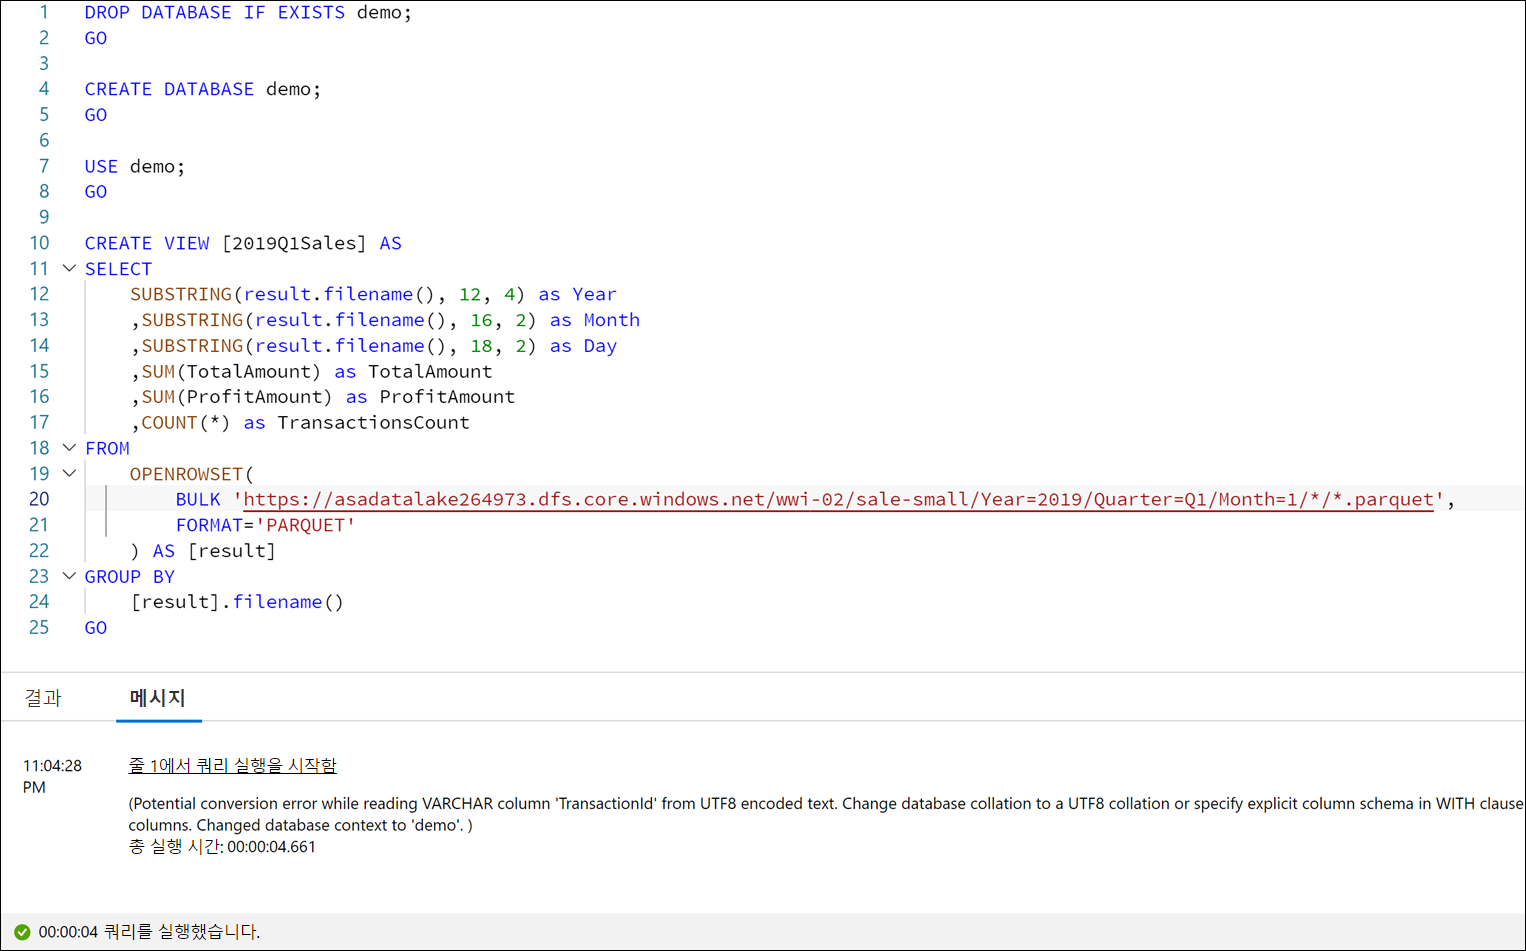 1 DROP DATABASE IF EXISTS demo;
2 GO
3
4 CREATE DATABASE demo;
5 GO
6
7 USE demo;
8 GO
9
10 CREATE VIEW [2019Q1Sales] AS
11 SELECT
12 SUBSTRING(result.filename(), 12, 4) as Year
13 ,SUBSTRING(result.filename(), 16, 2) as Month
14 ,SUBSTRING(result.filename(), 18, 2) as Day
15 ,SUM(TotalAmount) as TotalAmount
16 ,SUM(ProfitAmount) as ProfitAmount
17 ,COUNT(*) as TransactionsCount
18 FROM
19 OPENROWSET(
20 BULK 'https://asadatalake264973.dfs.core.windows.net/wwi-02/sale-small/Year=2019/Quarter=Q1/Month=1/*/*.parquet',
21 FORMAT='PARQUET'
22 ) AS [result]
23 GROUP BY
24 [result].filename()
25 GO
결과 메시지
11:04:28 PM
줄 1에서 쿼리 실행을 시작함
(Potential conversion error while reading VARCHAR column 'TransactionId' from UTF8 encoded text. Change database collation to a UTF8 collation or specify explicit column schema in WITH clause
columns. Changed database context to 'demo'. )
총 실행 시간: 00:00:04.661
00:00:04 쿼리를 실행했습니다.